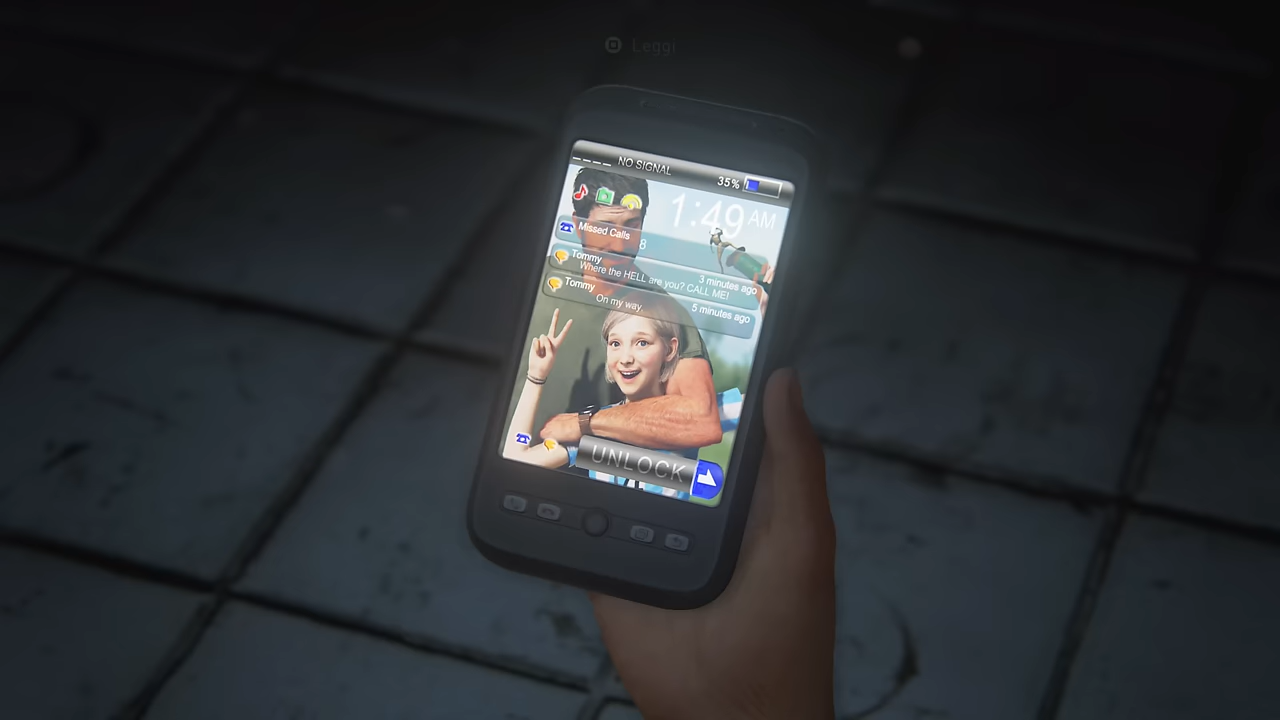 Leggi
NO SIGNAL
35%
1:49 AM
Missed Calls
8
Tommy
3 minutes ago
Where the HELL are you? CALL ME!
Tommy
5 minutes ago
On my way
UNLOCK